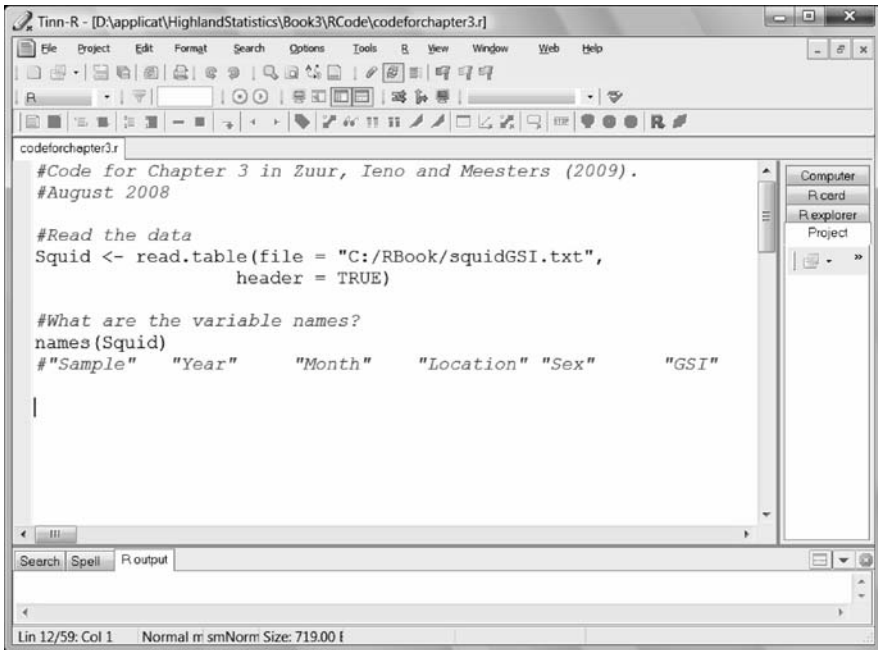 Tinn-R - [D:\applicat\HighlandStatistics\Book3\RCode\codeforchapter3.r]
File Project Edit Format Search Options Tools R View Window Web Help
R
codeforchapter3.r
#Code for Chapter 3 in Zuur, Ieno and Meesters (2009).
#August 2008
#Read the data
Squid <- read.table(file = "C:/RBook/squidGSI.txt",
header = TRUE)
#What are the variable names?
names(Squid)
#"Sample" "Year" "Month" "Location" "Sex" "GSI"
Computer
R card
R explorer
Project
Search Spell R output
Lin 12/59: Col 1 Normal m smNorm Size: 719.00